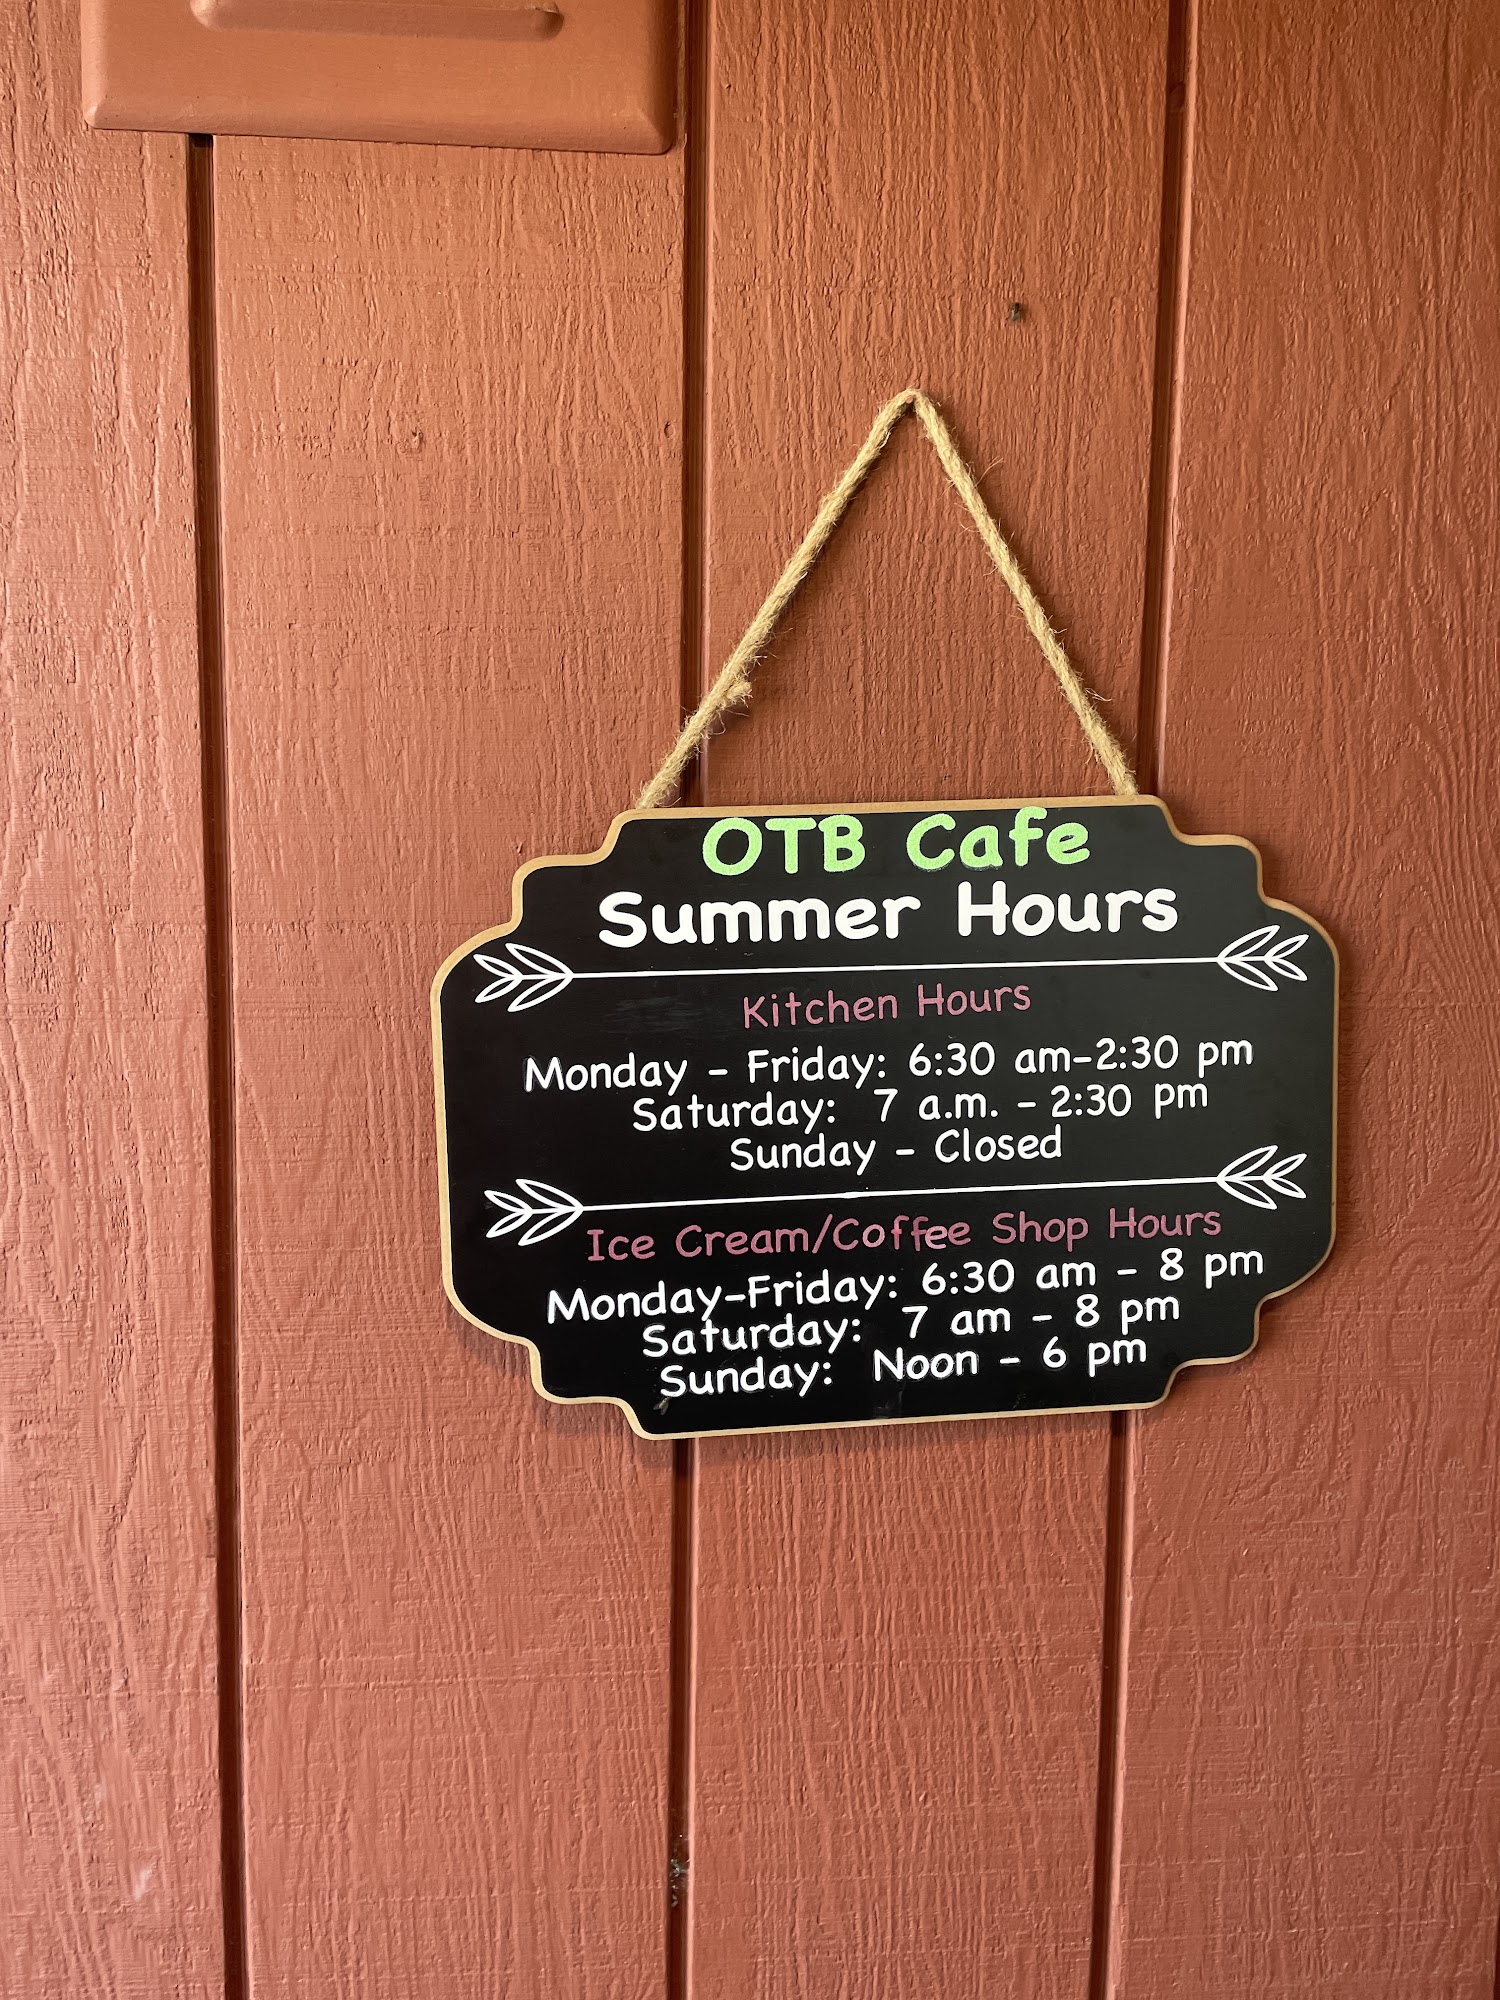 OTB Cafe
Summer Hours
Kitchen Hours
Monday - Friday: 6:30 am-2:30 pm
Saturday: 7 a.m. - 2:30 pm
Sunday - Closed
Ice Cream/Coffee Shop Hours
Monday-Friday: 6:30 am - 8 pm
Saturday: 7 am - 8 pm
Sunday: Noon - 6 pm